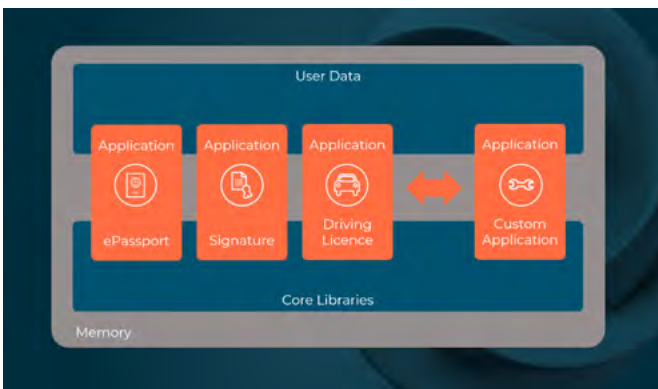 User Data
Application
ePassport
Application
Signature
Application
Driving
Licence
Application
Custom
Application
Core Libraries
Memory